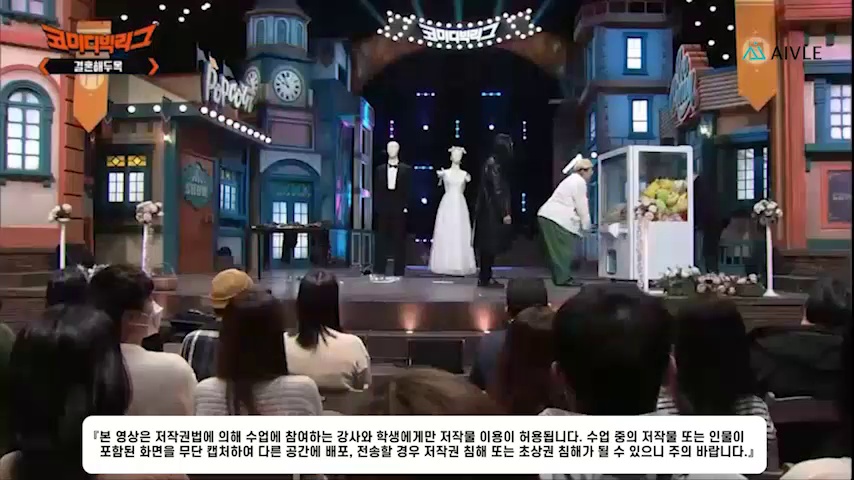 코미디빅리그
결혼해두목
코미디빅리그
AIVLE
POPCORN
『본 영상은 저작권법에 의해 수업에 참여하는 강사와 학생에게만 저작물 이용이 허용됩니다. 수업 중의 저작물 또는 인물이
포함된 화면을 무단 캡처하여 다른 공간에 배포, 전송할 경우 저작권 침해 또는 초상권 침해가 될 수 있으니 주의 바랍니다.』